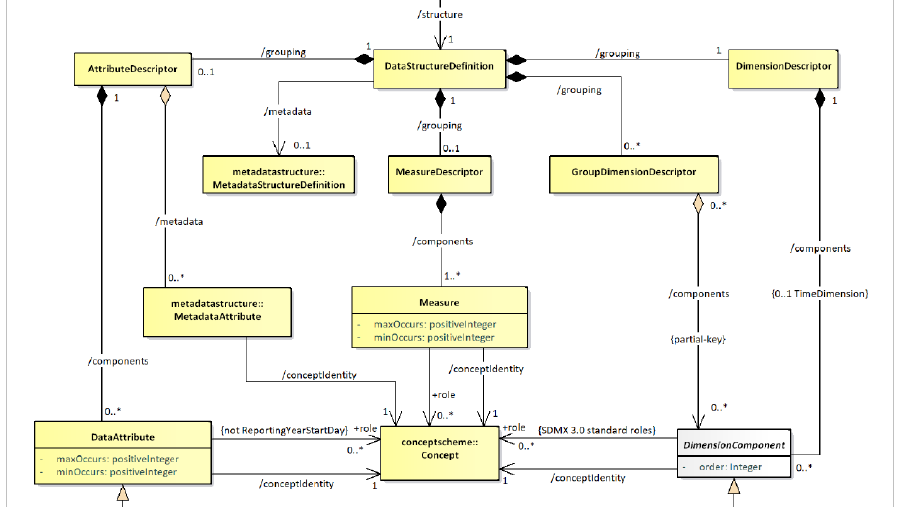 /structure
1
/grouping
1
AttributeDescriptor
0..1
DataStructureDefinition
/grouping
1
DimensionDescriptor
/grouping
1
1
1
/metadata
/grouping
0..1
0..1
0..*
metadatastructure::
MetadataStructureDefinition
MeasureDescriptor
GroupDimensionDescriptor
0..*
/metadata
/components
/components
0..*
1..*
/components
{0..1 TimeDimension}
metadatastructure::
MetadataAttribute
Measure
- maxOccurs: positiveInteger
- minOccurs: positiveInteger
{partial-key}
/components
/conceptIdentity
/conceptIdentity
+role
0..*
1
0..*
1
0..*
DataAttribute
- maxOccurs: positiveInteger
- minOccurs: positiveInteger
{not ReportingYearStartDay}
+role
0..*
conceptscheme::
Concept
+role
{SDMX 3.0 standard roles}
0..*
DimensionComponent
- order: Integer
0..*
/conceptIdentity
1
1
/conceptIdentity